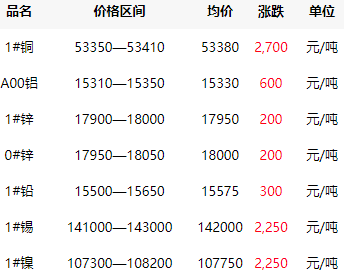 品名 价格区间 均价 涨跌 单位
1#铜 53350—53410 53380 2,700 元/吨
A00铝 15310—15350 15330 600 元/吨
1#锌 17900—18000 17950 200 元/吨
0#锌 17950—18050 18000 200 元/吨
1#铅 15500—15650 15575 300 元/吨
1#锡 141000—143000 142000 2,250 元/吨
1#镍 107300—108200 107750 2,250 元/吨